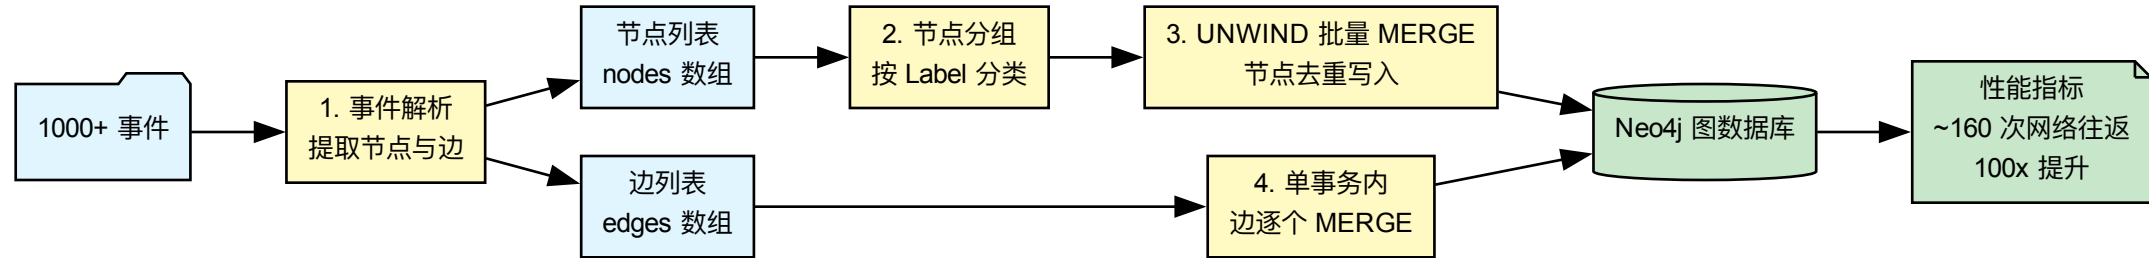 1000+ 事件
1. 事件解析
提取节点与边
节点列表
nodes 数组
边列表
edges 数组
2. 节点分组
按 Label 分类
3. UNWIND 批量 MERGE
节点去重写入
4. 单事务内
边逐个 MERGE
Neo4j 图数据库
性能指标
~160 次网络往返
100x 提升